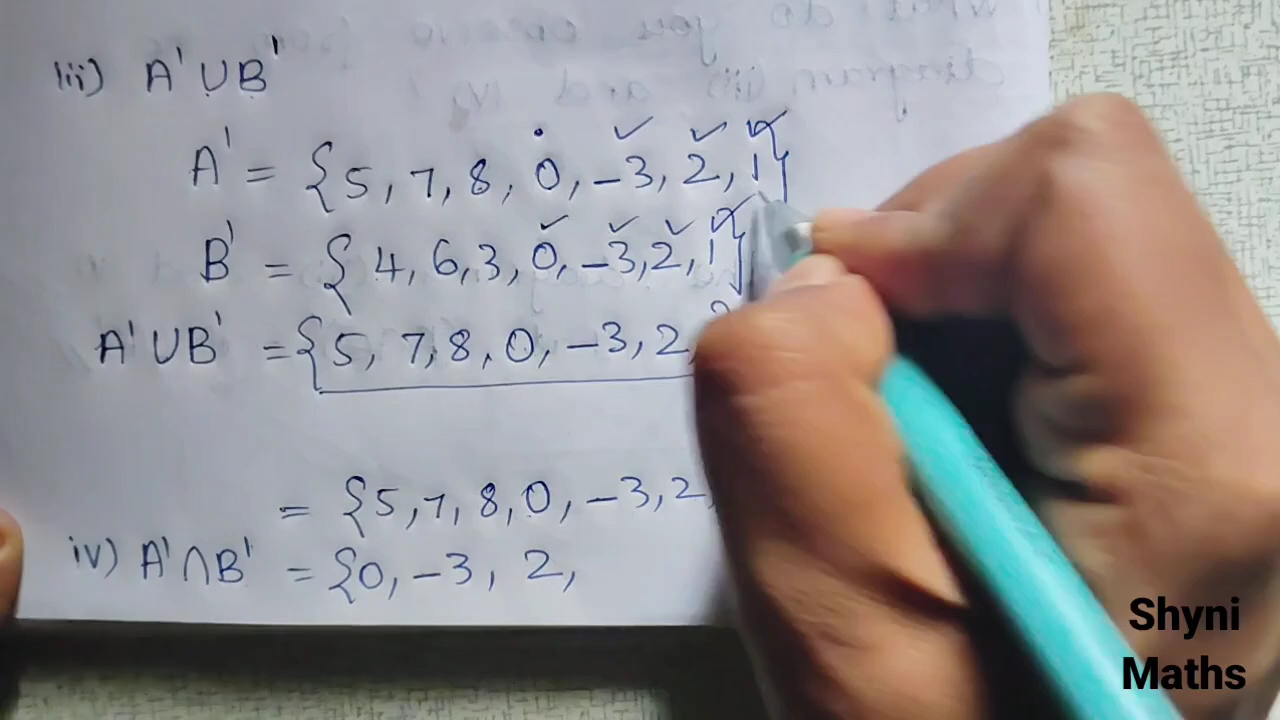 iii) A' ∪ B'
A' = {5, 7, 8, 0, -3, 2, 1}
B' = { 4, 6, 3, 0, -3, 2, 1}
A' ∪ B' = {5, 7, 8, 0, -3, 2,
= {5, 7, 8, 0, -3, 2,
iv) A' ∩ B' = {0, -3, 2,
Shyni
Maths